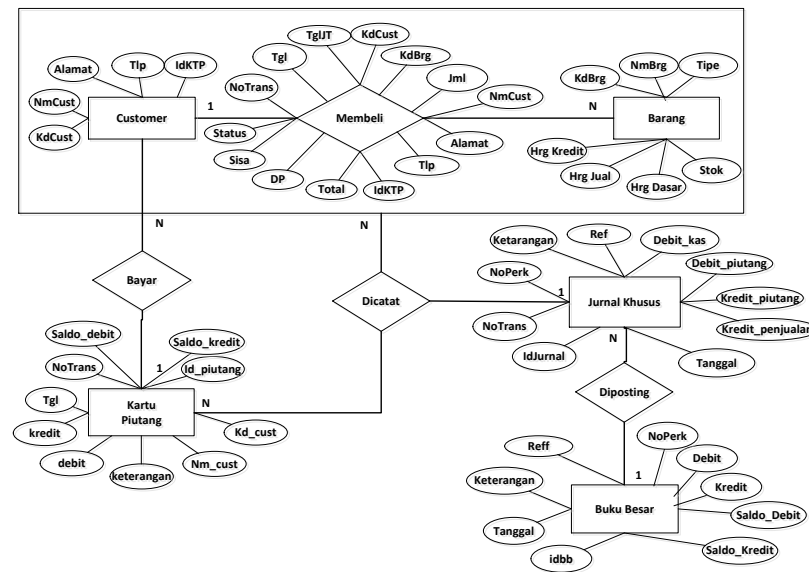 TglJT
KdCust
Tgl
KdBrg
NmBrg
Tipe
Alamat
Tlp
IdKTP
Jml
KdBrg
NoTrans
NmCust
NmCust
Customer
1
Membeli
N
Barang
KdCust
Status
Alamat
Sisa
Tlp
Hrg Kredit
Stok
DP
Total
IdKTP
Hrg Jual
Hrg Dasar
N
N
Ref
Ketarangan
Debit_kas
Debit_piutang
Bayar
NoPerk
1
Dicatat
Jurnal Khusus
Kredit_piutang
NoTrans
Kredit_penjualan
Saldo_debit
Saldo_kredit
N
IdJurnal
Tanggal
NoTrans
1
Id_piutang
Tgl
Kartu
Piutang
N
Diposting
kredit
Kd_cust
debit
keterangan
Nm_cust
Reff
NoPerk
Debit
Keterangan
1
Kredit
Buku Besar
Saldo_Debit
Tanggal
idbb
Saldo_Kredit